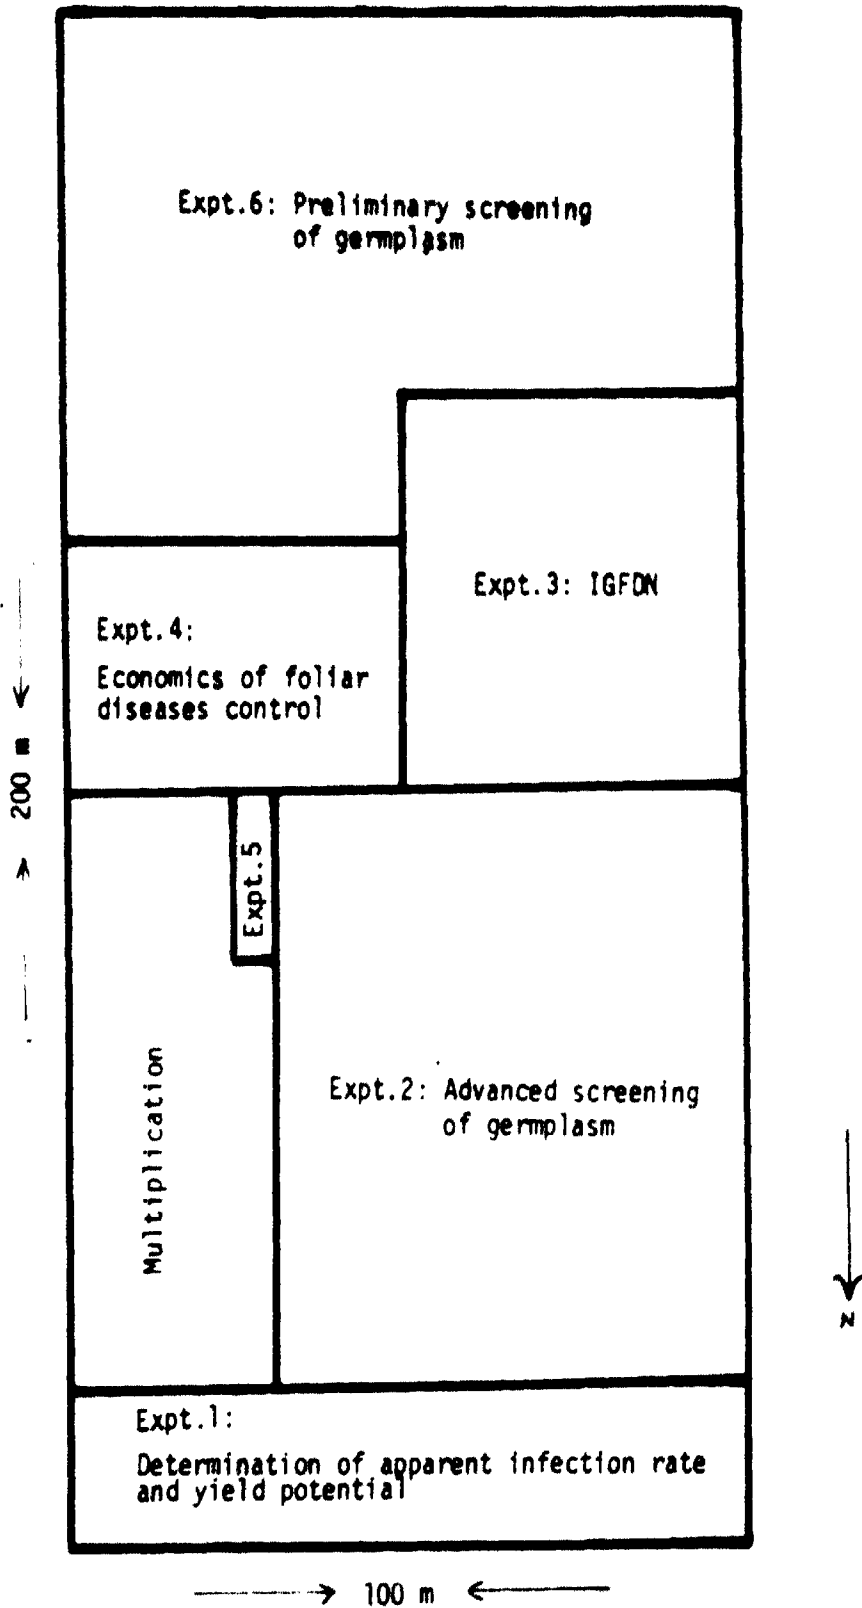 Expt.6: Preliminary screening
of germplasm
Expt.3: IGFDN
Expt.4:
Economics of foliar
diseases control
200 m
Expt.5
Multiplication
Expt.2: Advanced screening
of germplasm
N
Expt.1:
Determination of apparent infection rate
and yield potential
100 m